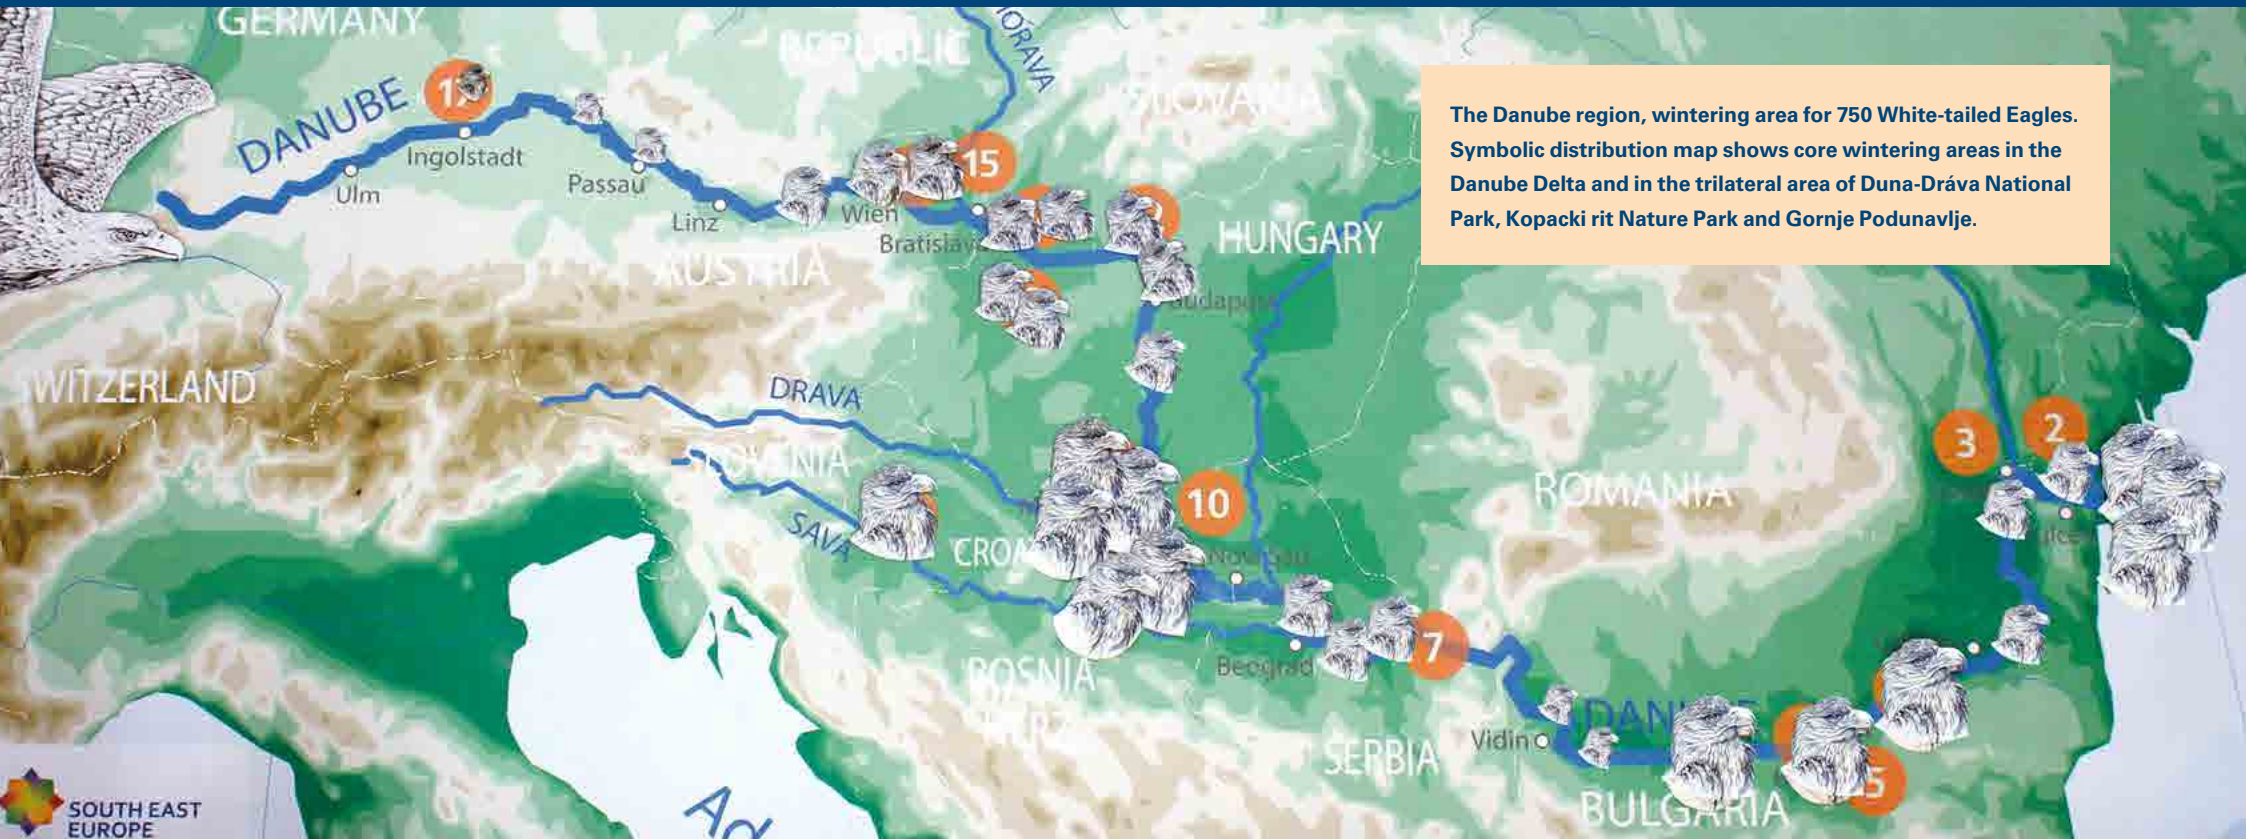 GERMANY
REPUBLIC
MORAVA
SLOVAKIA
DANUBE
15
Ingolstadt
Ulm
Passau
Linz
Wien
Bratislava
HUNGARY
AUSTRIA
The Danube region, wintering area for 750 White-tailed Eagles.
Symbolic distribution map shows core wintering areas in the
Danube Delta and in the trilateral area of Duna-Dráva National
Park, Kopacki rit Nature Park and Gornje Podunavlje.
Budapest
SWITZERLAND
DRAVA
SLOVENIA
SAVA
10
3
2
ROMANIA
7
Beograd
BOSNIA
DANUBE
Vidin
SERBIA
5
BULGARIA
SOUTH EAST
EUROPE